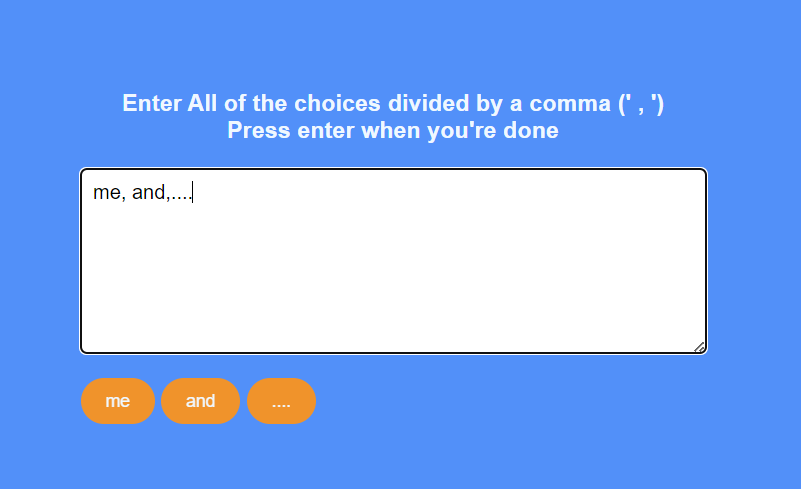 Enter All of the choices divided by a comma (' , ')
Press enter when you're done
me, and,....
me and ....